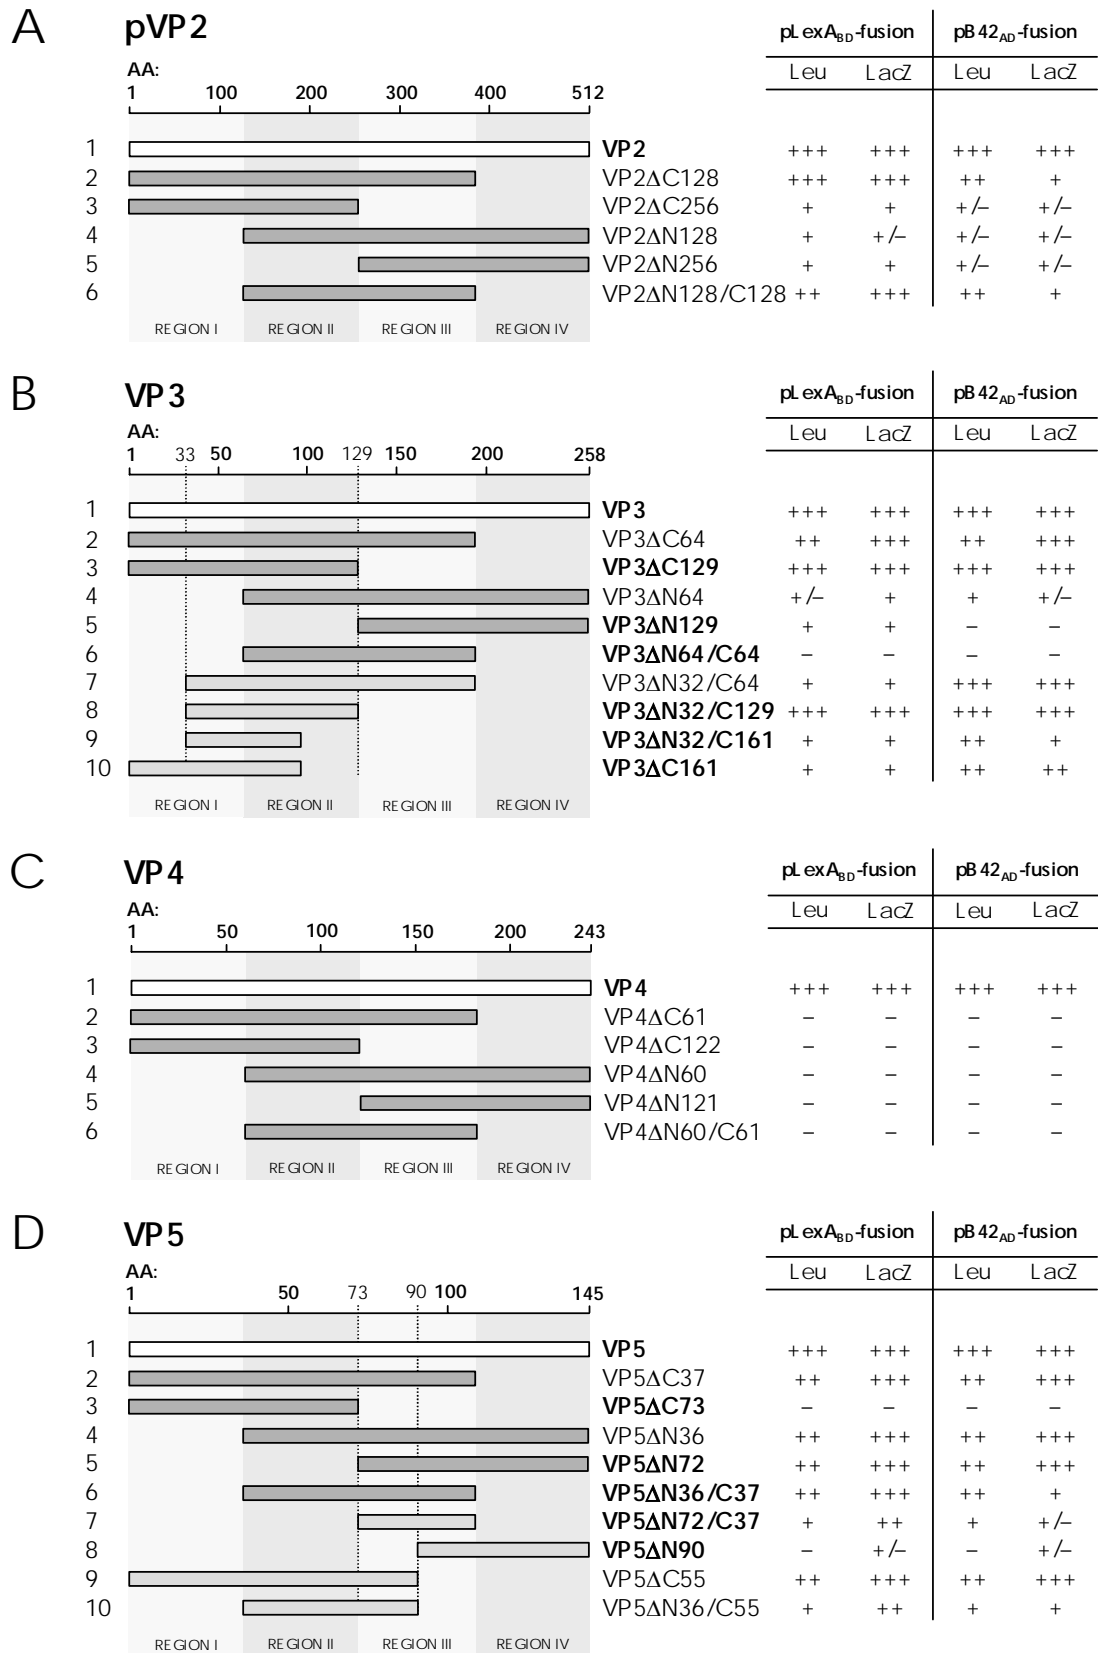 A pVP2 pLexABD-fusion pB42AD-fusion
AA: Leu LacZ Leu LacZ
1 100 200 300 400 512
1 VP2 +++ +++ +++ +++
2 VP2ΔC128 +++ +++ ++ +
3 VP2ΔC256 + + +/– +/–
4 VP2ΔN128 + +/– +/– +/–
5 VP2ΔN256 + + +/– +/–
6 VP2ΔN128/C128 ++ +++ ++ +
REGION I REGION II REGION III REGION IV
B VP3 pLexABD-fusion pB42AD-fusion
AA: Leu LacZ Leu LacZ
1 33 50 100 129 150 200 258
1 VP3 +++ +++ +++ +++
2 VP3ΔC64 ++ +++ ++ +++
3 VP3ΔC129 +++ +++ +++ +++
4 VP3ΔN64 +/– + + +/–
5 VP3ΔN129 + + – –
6 VP3ΔN64/C64 – – – –
7 VP3ΔN32/C64 + + +++ +++
8 VP3ΔN32/C129 +++ +++ +++ +++
9 VP3ΔN32/C161 + + ++ +
10 VP3ΔC161 + + ++ ++
REGION I REGION II REGION III REGION IV
C VP4 pLexABD-fusion pB42AD-fusion
AA: Leu LacZ Leu LacZ
1 50 100 150 200 243
1 VP4 +++ +++ +++ +++
2 VP4ΔC61 – – – –
3 VP4ΔC122 – – – –
4 VP4ΔN60 – – – –
5 VP4ΔN121 – – – –
6 VP4ΔN60/C61 – – – –
REGION I REGION II REGION III REGION IV
D VP5 pLexABD-fusion pB42AD-fusion
AA: Leu LacZ Leu LacZ
1 50 73 90 100 145
1 VP5 +++ +++ +++ +++
2 VP5ΔC37 ++ +++ ++ +++
3 VP5ΔC73 – – – –
4 VP5ΔN36 ++ +++ ++ +++
5 VP5ΔN72 ++ +++ ++ +++
6 VP5ΔN36/C37 ++ +++ ++ +
7 VP5ΔN72/C37 + ++ + +/–
8 VP5ΔN90 – +/– – +/–
9 VP5ΔC55 ++ +++ ++ +++
10 VP5ΔN36/C55 + ++ + +
REGION I REGION II REGION III REGION IV